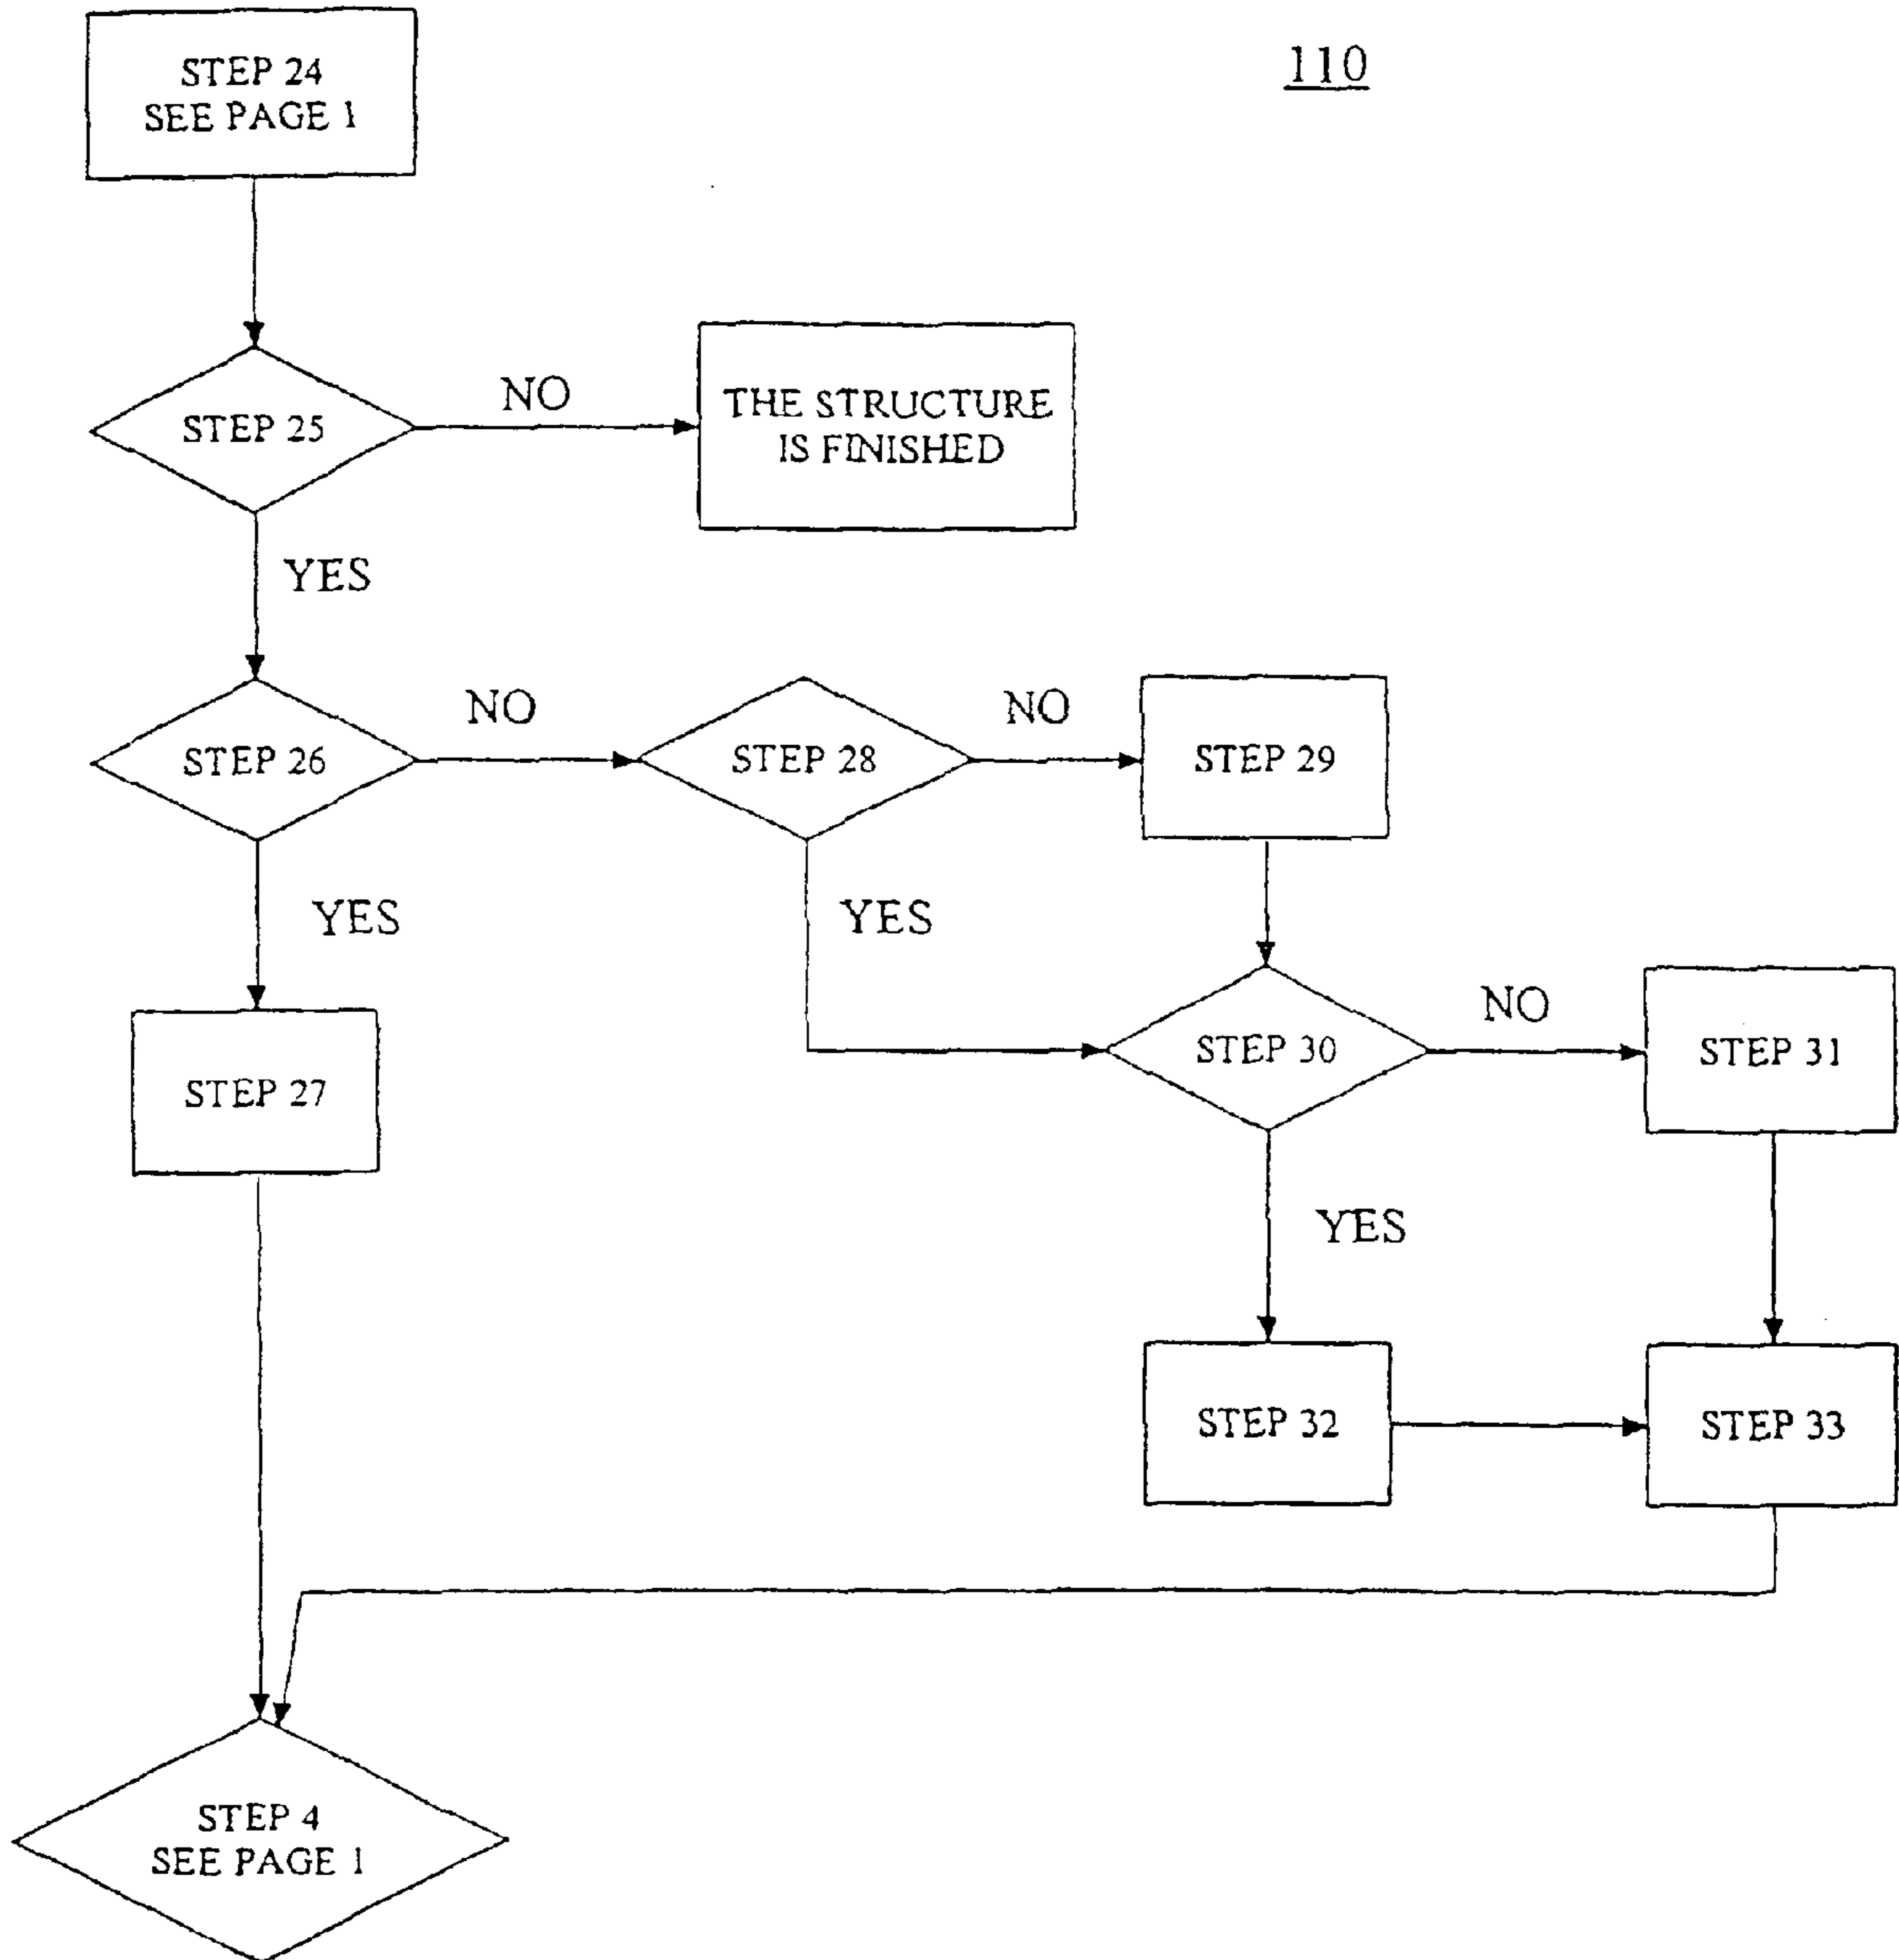 110
STEP 24
SEE PAGE 1
STEP 25
NO
THE STRUCTURE
IS FINISHED
YES
STEP 26
NO
STEP 28
NO
STEP 29
YES
YES
STEP 27
STEP 30
NO
STEP 31
YES
STEP 32
STEP 33
STEP 4
SEE PAGE 1